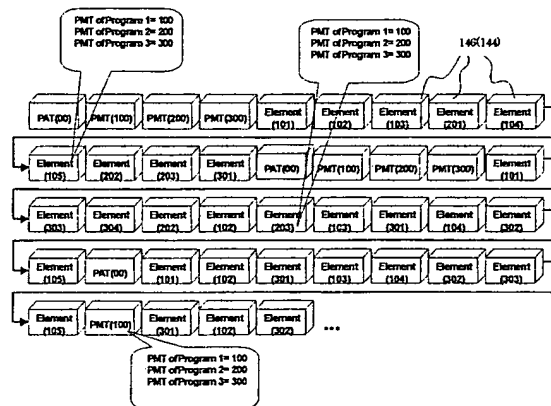 PMT of Program 1= 100
PMT of Program 2= 200
PMT of Program 3= 300
PMT of Program 1= 100
PMT of Program 2= 200
PMT of Program 3= 300
146(144)
PAT(00) PMT(100) PMT(200) PMT(300) Element (101) Element (102) Element (103) Element (201) Element (104)
Element (105) Element (202) Element (203) Element (301) PAT(00) PMT(100) PMT(200) PMT(300) Element (101)
Element (303) Element (304) Element (202) Element (102) Element (203) Element (103) Element (301) Element (104) Element (302)
Element (105) PAT(00) Element (101) Element (102) Element (301) Element (103) Element (104) Element (302) Element (303)
Element (105) PMT(100) Element (301) Element (102) Element (302) ...
PMT of Program 1= 100
PMT of Program 2= 200
PMT of Program 3= 300